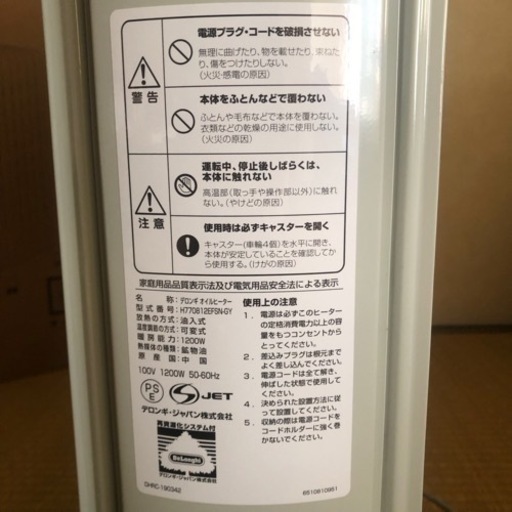 電源プラグ・コードを破損させない
無理に曲げたり、物を載せたり、束ね
たり、傷をつけたりしない。
(火災・感電の原因)
警告
本体をふとんなどで覆わない
ふとんや毛布などで本体を覆わない。
衣類などの乾燥の用途に使用しない。
(火災の原因)
運転中、停止後しばらくは、
本体に触れない
高温部(取っ手や操作部以外)に触れ
ない。(やけどの原因)
注意
使用時は必ずキャスターを開く
キャスター(車輪4個)を水平に開き、
本体が安定していることを確認してか
ら使用する。(けがの原因)
家庭用品品質表示法及び電気用品安全法による表示
名称:デロンギ オイルヒーター
型式番号:H770812EFSN-GY
放熱の方式:油入式
温度調節の方式:可変式
暖房能力:1200W
熱媒体の種類:鉱物油
原産国:中国
100V 1200W 50-60Hz
PS
E
JET
デロンギ・ジャパン株式会社
再資源化システム付
DeLonghi
デロンギ・ジャパン株式会社
GHRC-190342
使用上の注意
1. 電源は必ずこのヒーター
の定格消費電力以上の容
量をもつコンセントから
とってください。
2. 差込みプラグは根元まで
よく差し込んでください。
3. 電源コードは全て解き、
伸ばした状態で使用して
ください。
4. 決められた設置方法に従
って設置してください。
5. 収納の際は電源コードを
コードホルダーに強く巻
かないでください。
6510810951